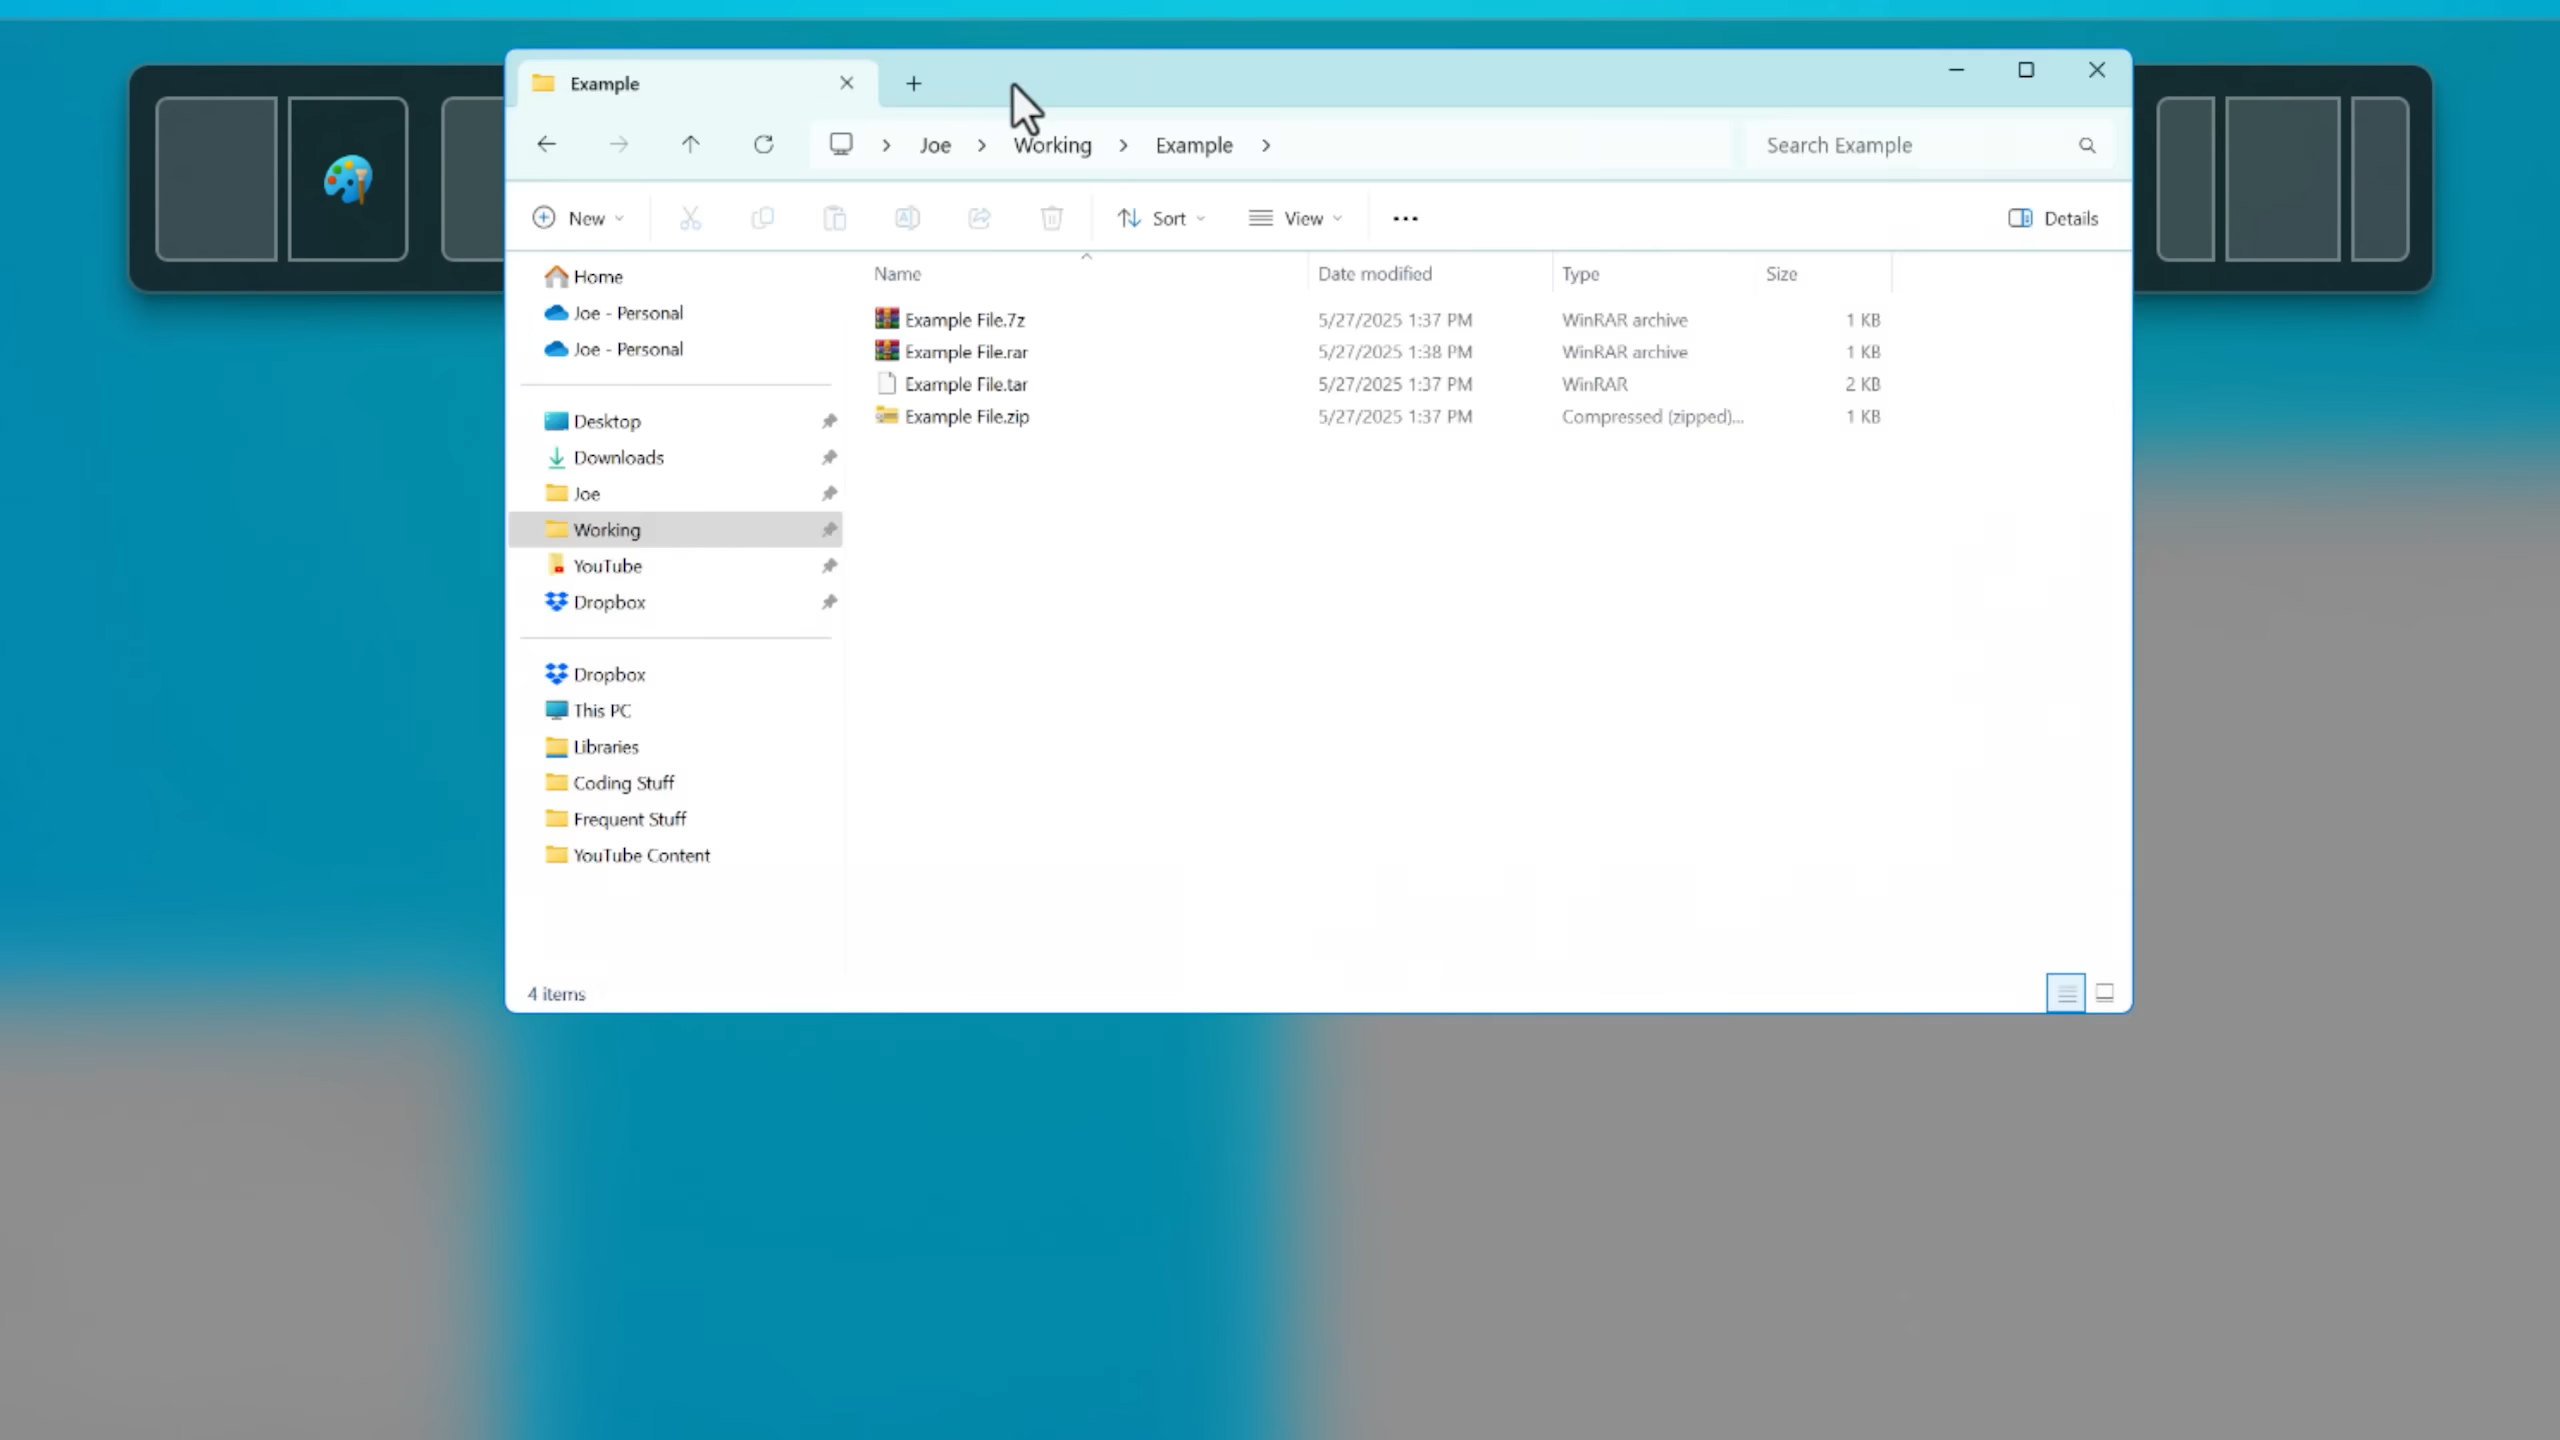 Example
Joe > Working > Example >
Search Example
New
Sort
View
Details
Home
Joe - Personal
Joe - Personal
Desktop
Downloads
Joe
Working
YouTube
Dropbox
Dropbox
This PC
Libraries
Coding Stuff
Frequent Stuff
YouTube Content
Name Date modified Type Size
Example File.7z 5/27/2025 1:37 PM WinRAR archive 1 KB
Example File.rar 5/27/2025 1:38 PM WinRAR archive 1 KB
Example File.tar 5/27/2025 1:37 PM WinRAR 2 KB
Example File.zip 5/27/2025 1:37 PM Compressed (zipped)... 1 KB
4 items